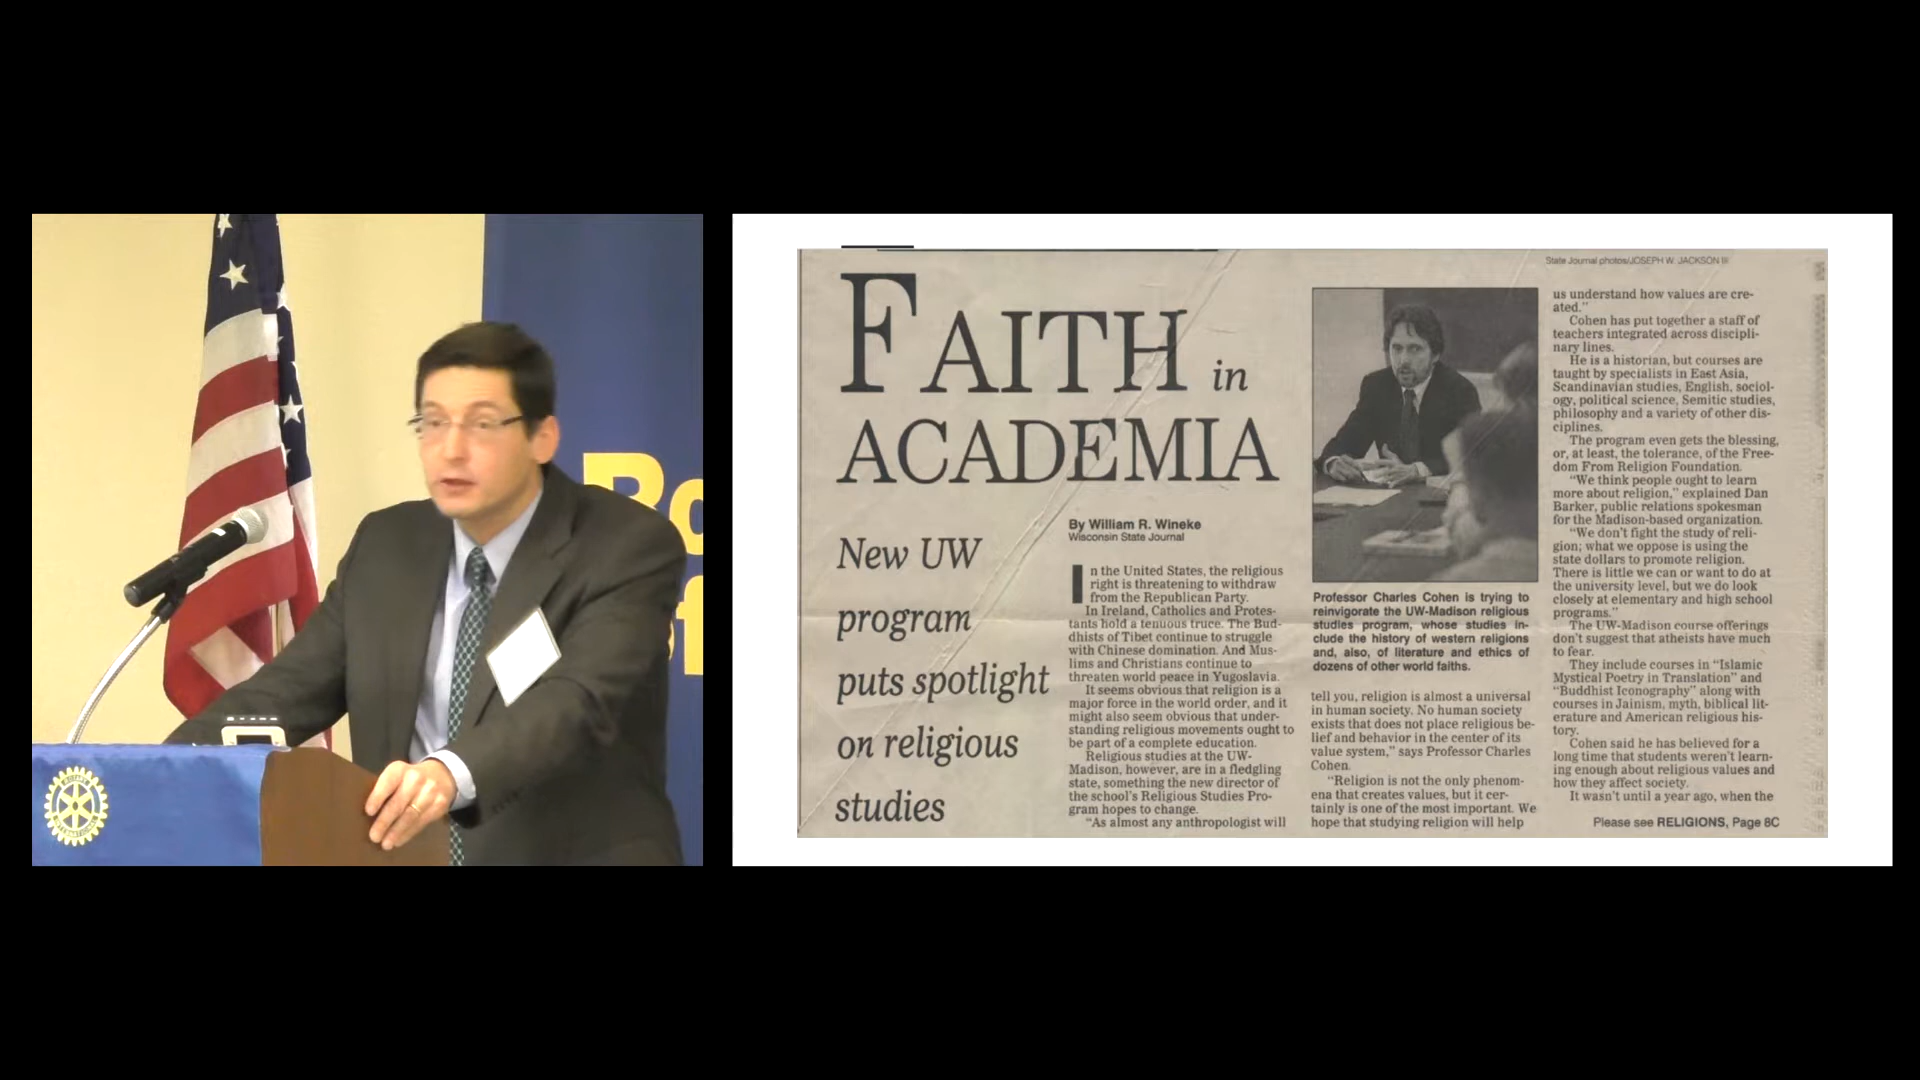 ROTARY
INTERNATIONAL
State Journal photos/JOSEPH W. JACKSON III
FAITH in
ACADEMIA
New UW
program
puts spotlight
on religious
studies
By William R. Wineke
Wisconsin State Journal
In the United States, the religious
right is threatening to withdraw
from the Republican Party.
In Ireland, Catholics and Protes-
tants hold a tenuous truce. The Bud-
dhists of Tibet continue to struggle
with Chinese domination. And Mus-
lims and Christians continue to
threaten world peace in Yugoslavia.
It seems obvious that religion is a
major force in the world order, and it
might also seem obvious that under-
standing religious movements ought to
be part of a complete education.
Religious studies at the UW-
Madison, however, are in a fledgling
state, something the new director of
the school's Religious Studies Pro-
gram hopes to change.
"As almost any anthropologist will
Professor Charles Cohen is trying to
reinvigorate the UW-Madison religious
studies program, whose studies in-
clude the history of western religions
and, also, of literature and ethics of
dozens of other world faiths.
tell you, religion is almost a universal
in human society. No human society
exists that does not place religious be-
lief and behavior in the center of its
value system," says Professor Charles
Cohen.
"Religion is not the only phenom-
ena that creates values, but it cer-
tainly is one of the most important. We
hope that studying religion will help
us understand how values are cre-
ated."
Cohen has put together a staff of
teachers integrated across discipli-
nary lines.
He is a historian, but courses are
taught by specialists in East Asia,
Scandinavian studies, English, sociol-
ogy, political science, Semitic studies,
philosophy and a variety of other dis-
ciplines.
The program even gets the blessing,
or, at least, the tolerance, of the Free-
dom From Religion Foundation.
"We think people ought to learn
more about religion," explained Dan
Barker, public relations spokesman
for the Madison-based organization.
"We don't fight the study of reli-
gion; what we oppose is using the
state dollars to promote religion.
There is little we can or want to do at
the university level, but we do look
closely at elementary and high school
programs."
The UW-Madison course offerings
don't suggest that atheists have much
to fear.
They include courses in "Islamic
Mystical Poetry in Translation" and
"Buddhist Iconography" along with
courses in Jainism, myth, biblical lit-
erature and American religious his-
tory.
Cohen said he has believed for a
long time that students weren't learn-
ing enough about religious values and
how they affect society.
It wasn't until a year ago, when the
Please see RELIGIONS, Page 8C